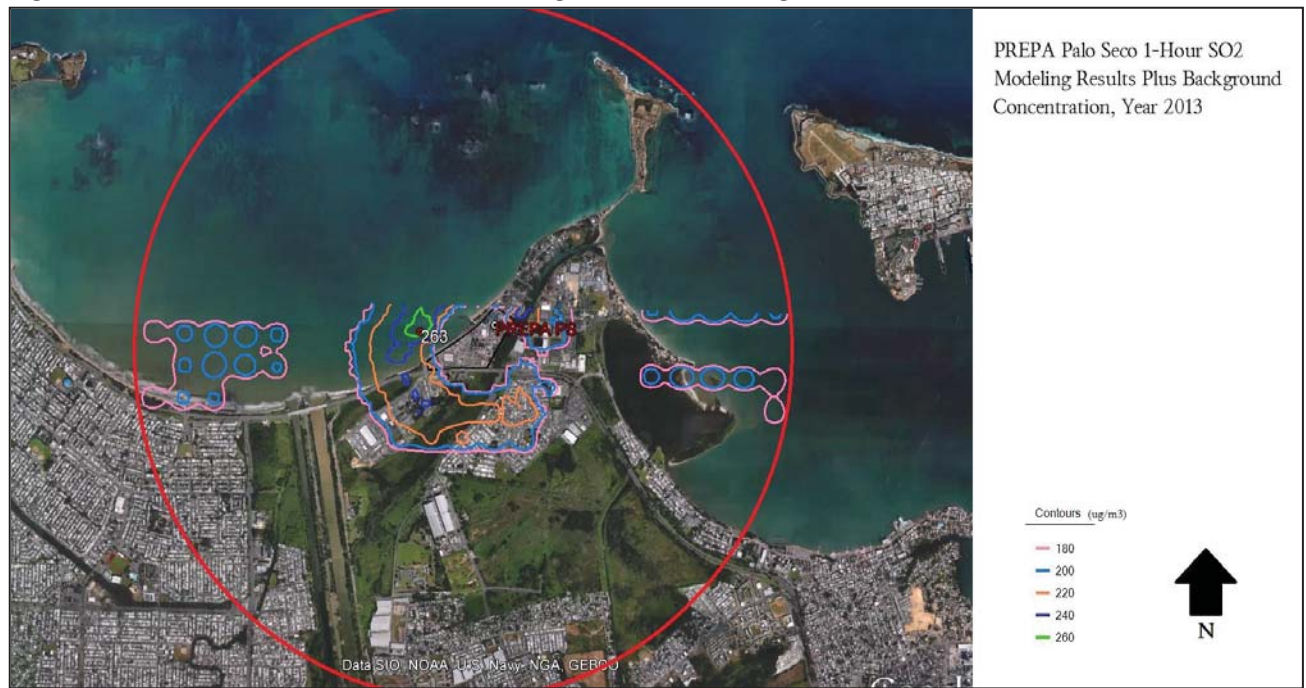 PREPA Palo Seco 1-Hour SO2
Modeling Results Plus Background
Concentration, Year 2013
263
PREPA PS
Contours (ug/m3)
180
200
220
240
260
N
Data SIO, NOAA, U.S. Navy, NGA, GEBCO